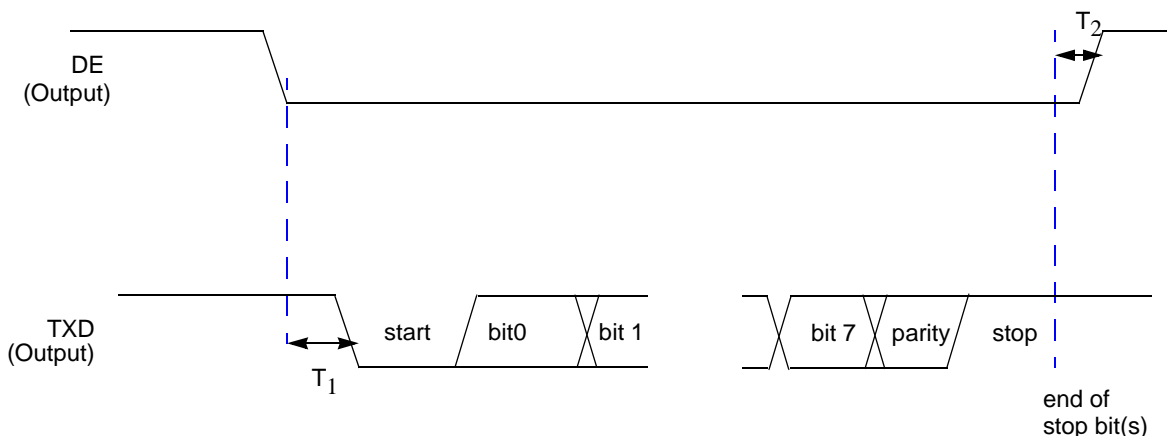 T2
DE
(Output)
TXD
(Output)
start
bit0
bit 1
bit 7
parity
stop
T1
end of
stop bit(s)